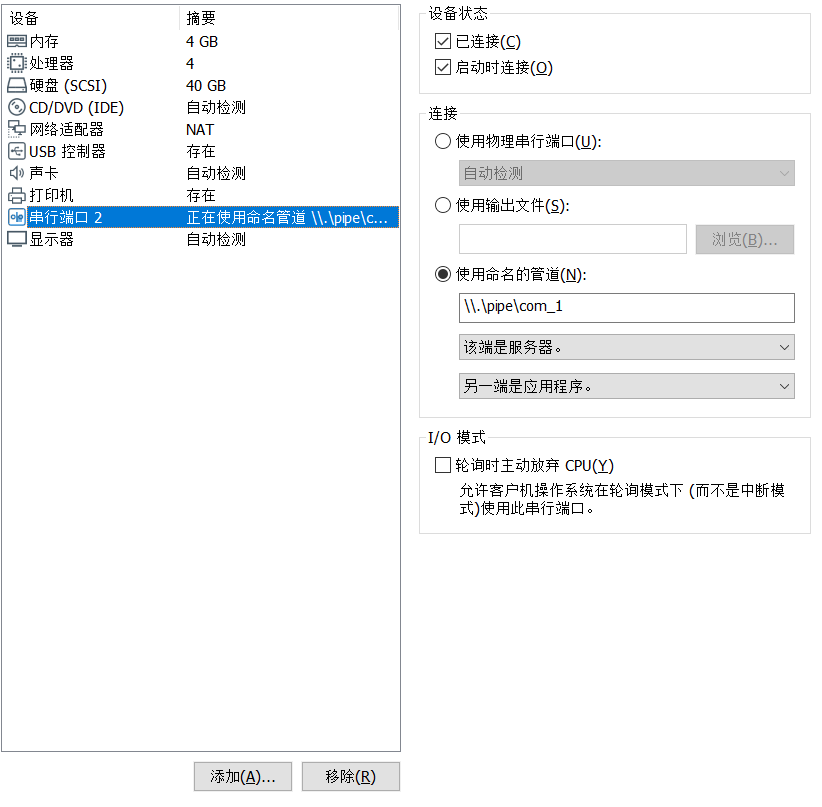 设备 摘要
内存 4 GB
处理器 4
硬盘 (SCSI) 40 GB
CD/DVD (IDE) 自动检测
网络适配器 NAT
USB 控制器 存在
声卡 自动检测
打印机 存在
串行端口 2 正在使用命名管道 \\.\pipe\c...
显示器 自动检测
添加(A)... 移除(R)
设备状态
已连接(C)
启动时连接(O)
连接
使用物理串行端口(U):
自动检测
使用输出文件(S):
浏览(B)...
使用命名的管道(N):
\\.\pipe\com_1
该端是服务器。
另一端是应用程序。
I/O 模式
轮询时主动放弃 CPU(Y)
允许客户机操作系统在轮询模式下 (而不是中断模
式)使用此串行端口。